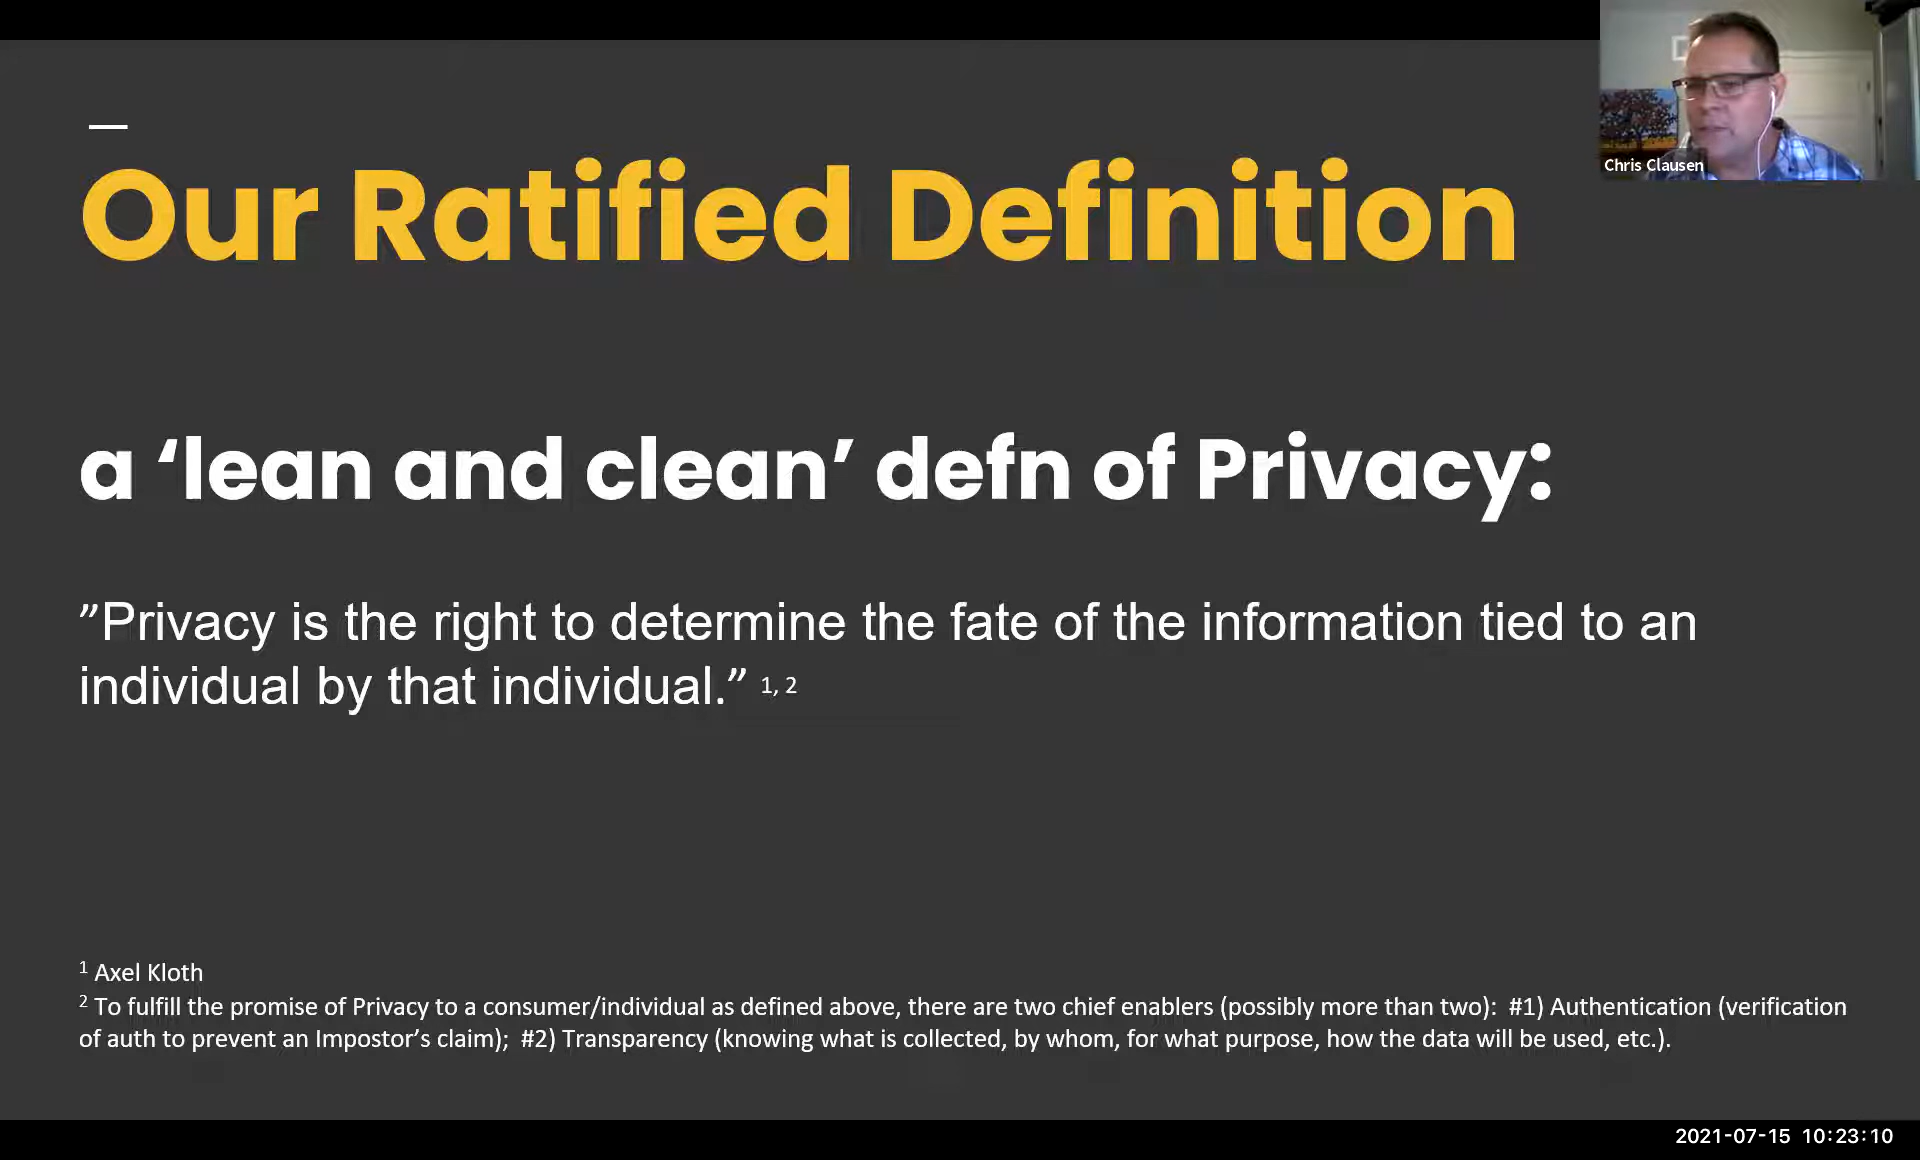 Our Ratified Definition
a ‘lean and clean’ defn of Privacy:
”Privacy is the right to determine the fate of the information tied to an
individual by that individual.” 1, 2
1 Axel Kloth
2 To fulfill the promise of Privacy to a consumer/individual as defined above, there are two chief enablers (possibly more than two):  #1) Authentication (verification
of auth to prevent an Impostor’s claim);  #2) Transparency (knowing what is collected, by whom, for what purpose, how the data will be used, etc.).
Chris Clausen
2021-07-15 10:23:10